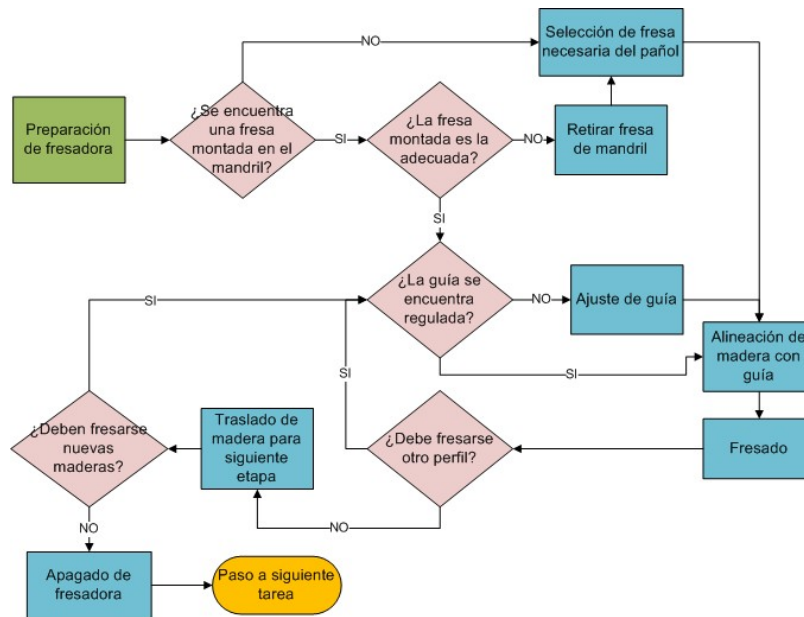 NO
Selección de fresa
necesaria del pañol
Preparación
de fresadora
¿Se encuentra
una fresa
montada en el
mandril?
SI
¿La fresa
montada es la
adecuada?
NO
Retirar fresa
de mandril
SI
¿La guía se
encuentra
regulada?
NO
Ajuste de guía
SI
Alineación de
madera con
guía
SI
SI
¿Deben fresarse
nuevas
maderas?
Traslado de
madera para
siguiente
etapa
¿Debe fresarse
otro perfil?
Fresado
NO
NO
Apagado de
fresadora
Paso a siguiente
tarea